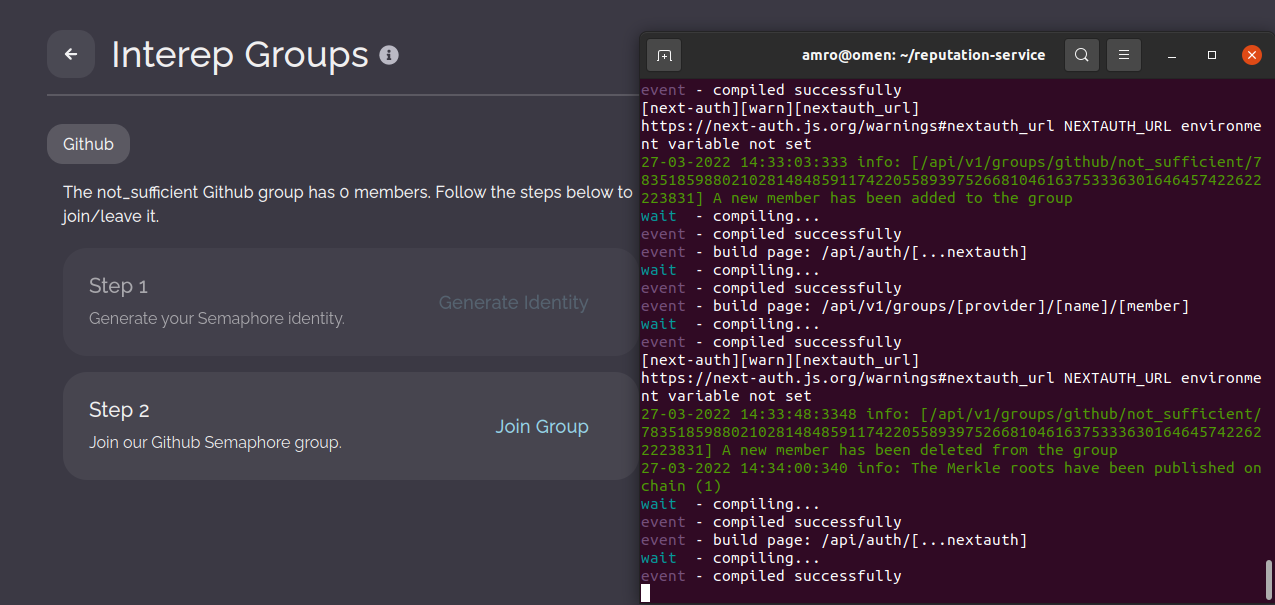 Interep Groups
Github
The not_sufficient Github group has 0 members. Follow the steps below to
join/leave it.
Step 1
Generate your Semaphore identity.
Generate Identity
Step 2
Join our Github Semaphore group.
Join Group
amro@omen: ~/reputation-service
event - compiled successfully
[next-auth][warn][nextauth_url]
https://next-auth.js.org/warnings#nextauth_url NEXTAUTH_URL environme
nt variable not set
27-03-2022 14:33:03:333 info: [/api/v1/groups/github/not_sufficient/7
835185988021028148485911742205589397526681046163753336301646457422622
223831] A new member has been added to the group
wait  - compiling...
event - compiled successfully
event - build page: /api/auth/[...nextauth]
wait  - compiling...
event - compiled successfully
event - build page: /api/v1/groups/[provider]/[name]/[member]
wait  - compiling...
event - compiled successfully
[next-auth][warn][nextauth_url]
https://next-auth.js.org/warnings#nextauth_url NEXTAUTH_URL environme
nt variable not set
27-03-2022 14:33:48:3348 info: [/api/v1/groups/github/not_sufficient/
783518598802102814848591174220558939752668104616375333630164645742262
2223831] A new member has been deleted from the group
27-03-2022 14:34:00:340 info: The Merkle roots have been published on
chain (1)
wait  - compiling...
event - compiled successfully
event - build page: /api/auth/[...nextauth]
wait  - compiling...
event - compiled successfully